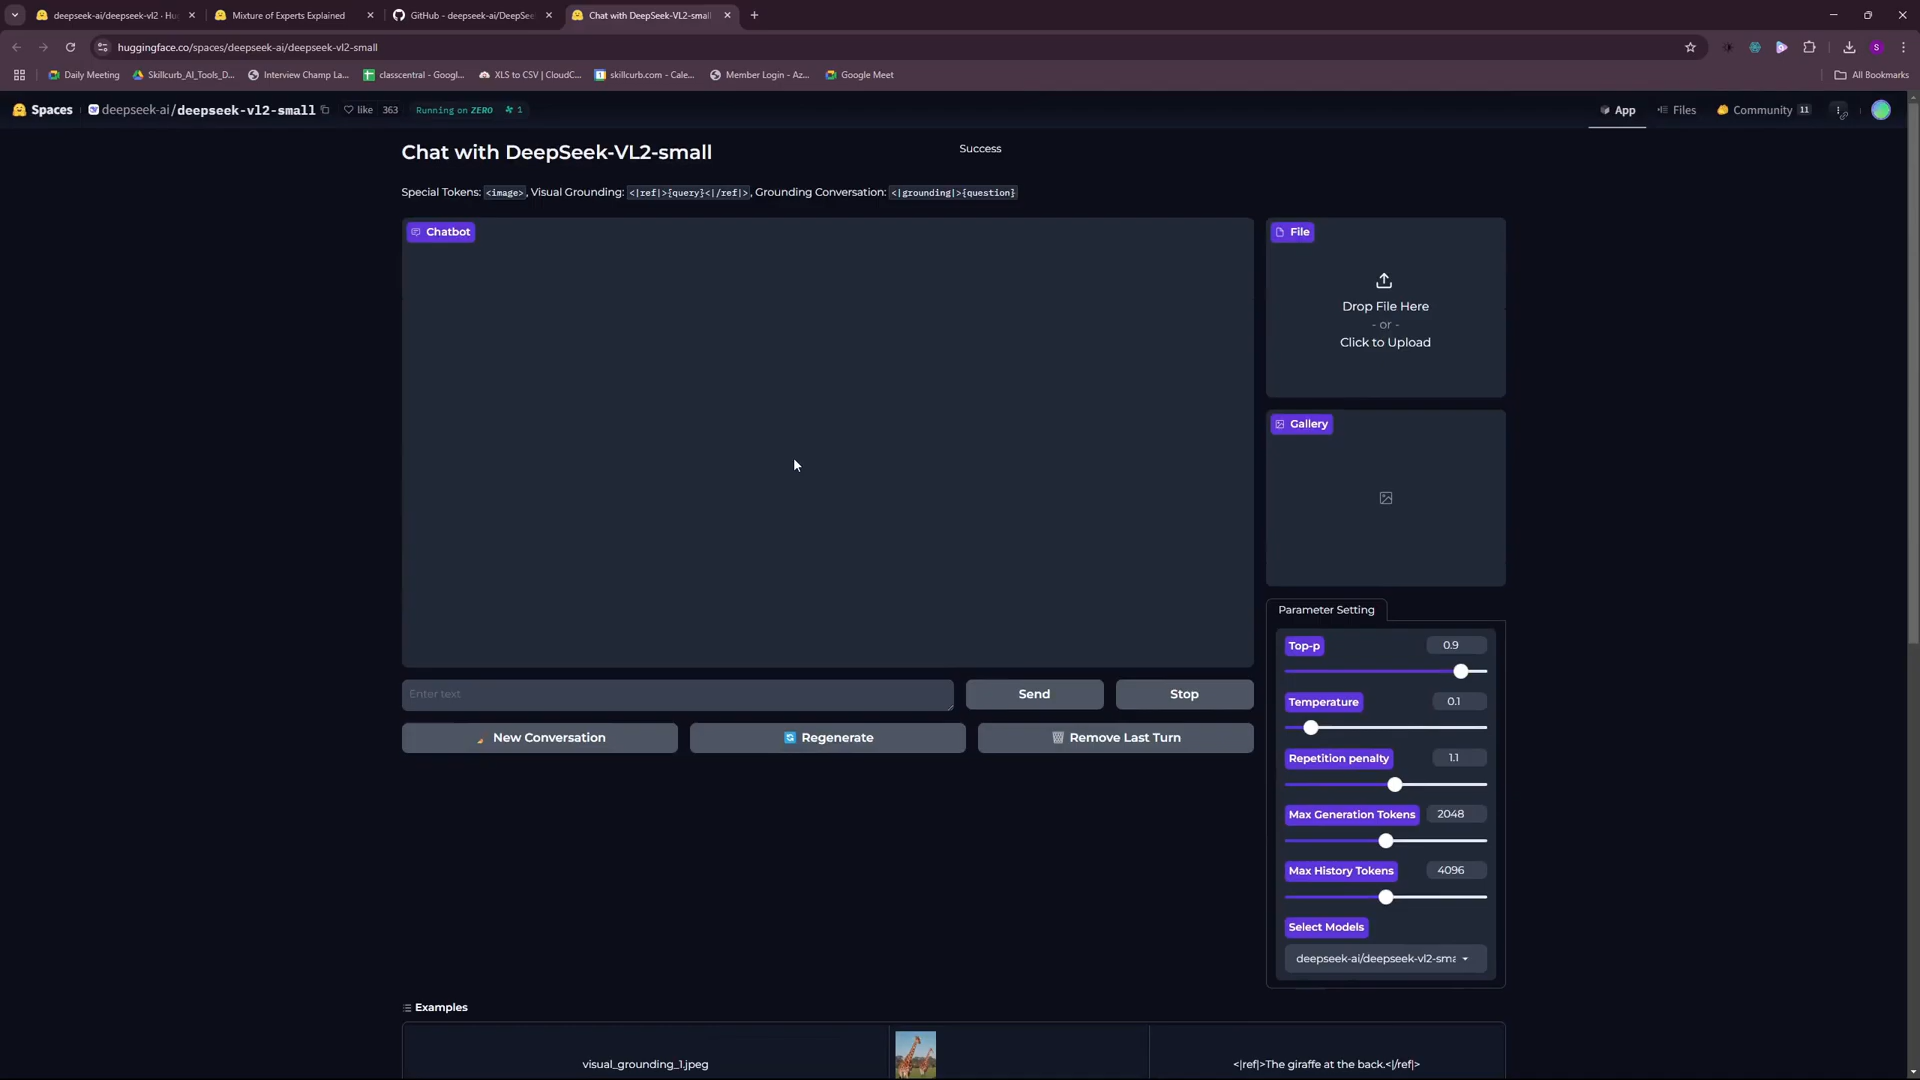 deepseek-ai/deepseek-vl2 · Hu
Mixture of Experts Explained
GitHub - deepseek-ai/DeepSe
Chat with DeepSeek-VL2-small
huggingface.co/spaces/deepseek-ai/deepseek-vl2-small
S
Daily Meeting
Skillcurb_AI_Tools_D...
Interview Champ La...
classcentral - Googl...
XLS to CSV | CloudC...
skillcurb.com - Cale...
Member Login - Az...
Google Meet
All Bookmarks
Spaces
deepseek-ai/deepseek-vl2-small
like 363
Running on ZERO 1
App
Files
Community 11
Chat with DeepSeek-VL2-small
Success
Special Tokens: <image>, Visual Grounding: <|ref|>{query}<|/ref|>, Grounding Conversation: <|grounding|>{question}
Chatbot
File
Drop File Here
- or -
Click to Upload
Gallery
Parameter Setting
Top-p 0.9
Temperature 0.1
Repetition penalty 1.1
Max Generation Tokens 2048
Max History Tokens 4096
Select Models
deepseek-ai/deepseek-vl2-sma
Enter text
Send
Stop
New Conversation
Regenerate
Remove Last Turn
Examples
visual_grounding_1.jpeg
<|ref|>The giraffe at the back.<|/ref|>